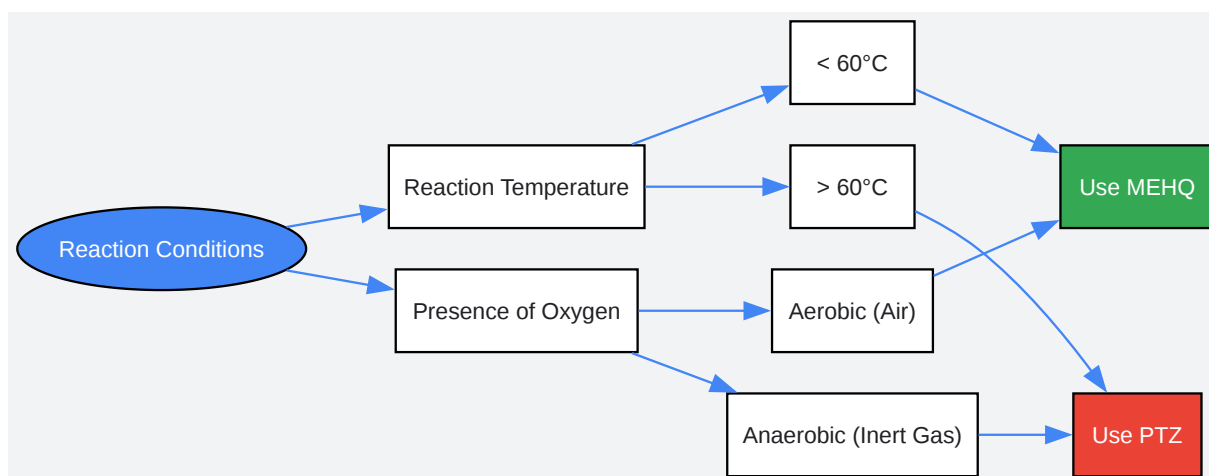 < 60°C
Reaction Temperature
> 60°C
Use MEHQ
Reaction Conditions
Presence of Oxygen
Aerobic (Air)
Anaerobic (Inert Gas)
Use PTZ